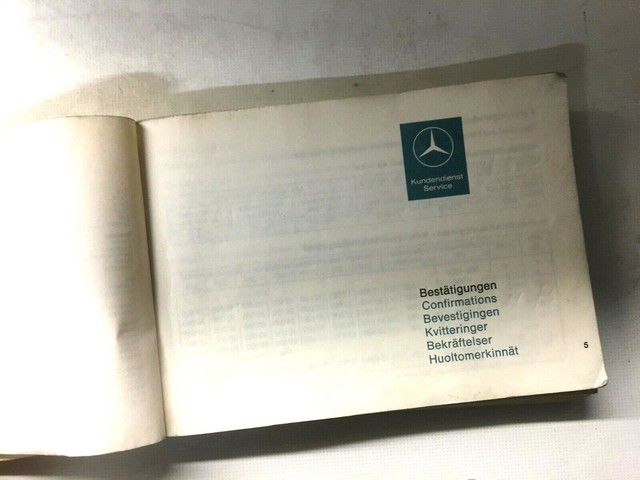 Kundendienst
Service
Bestätigungen
Confirmations
Bevestigingen
Kvitteringer
Bekräftelser
Huoltomerkinnät
5